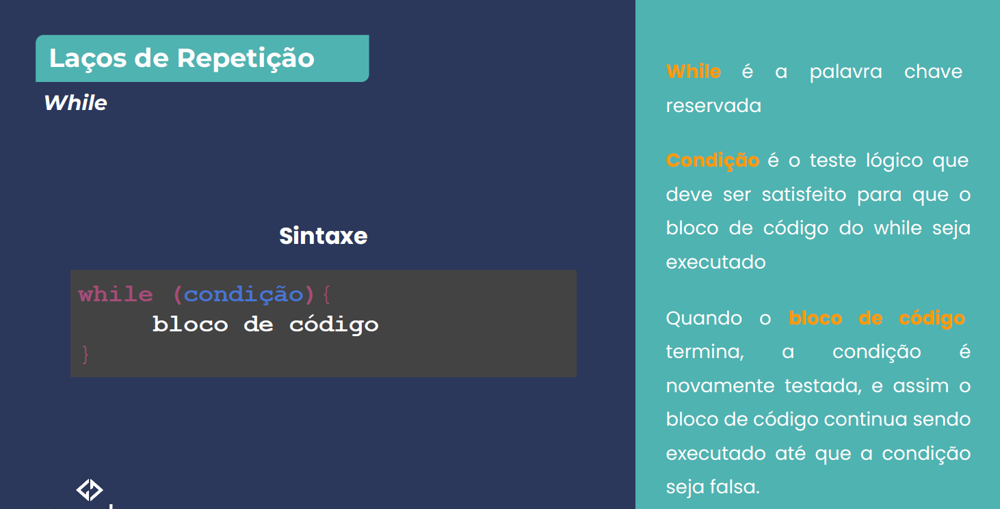 Laços de Repetição
While
Sintaxe
while (condição){
bloco de código
}
While é a palavra chave
reservada
Condição é o teste lógico que
deve ser satisfeito para que o
bloco de código do while seja
executado
Quando o bloco de código
termina, a condição é
novamente testada, e assim o
bloco de código continua sendo
executado até que a condição
seja falsa.